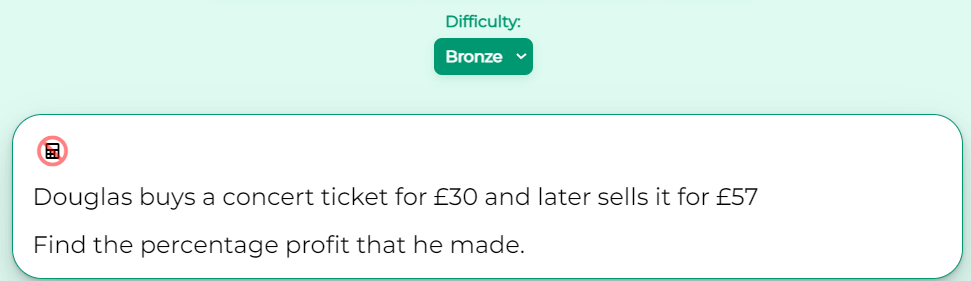 Difficulty:
Bronze
Douglas buys a concert ticket for £30 and later sells it for £57
Find the percentage profit that he made.